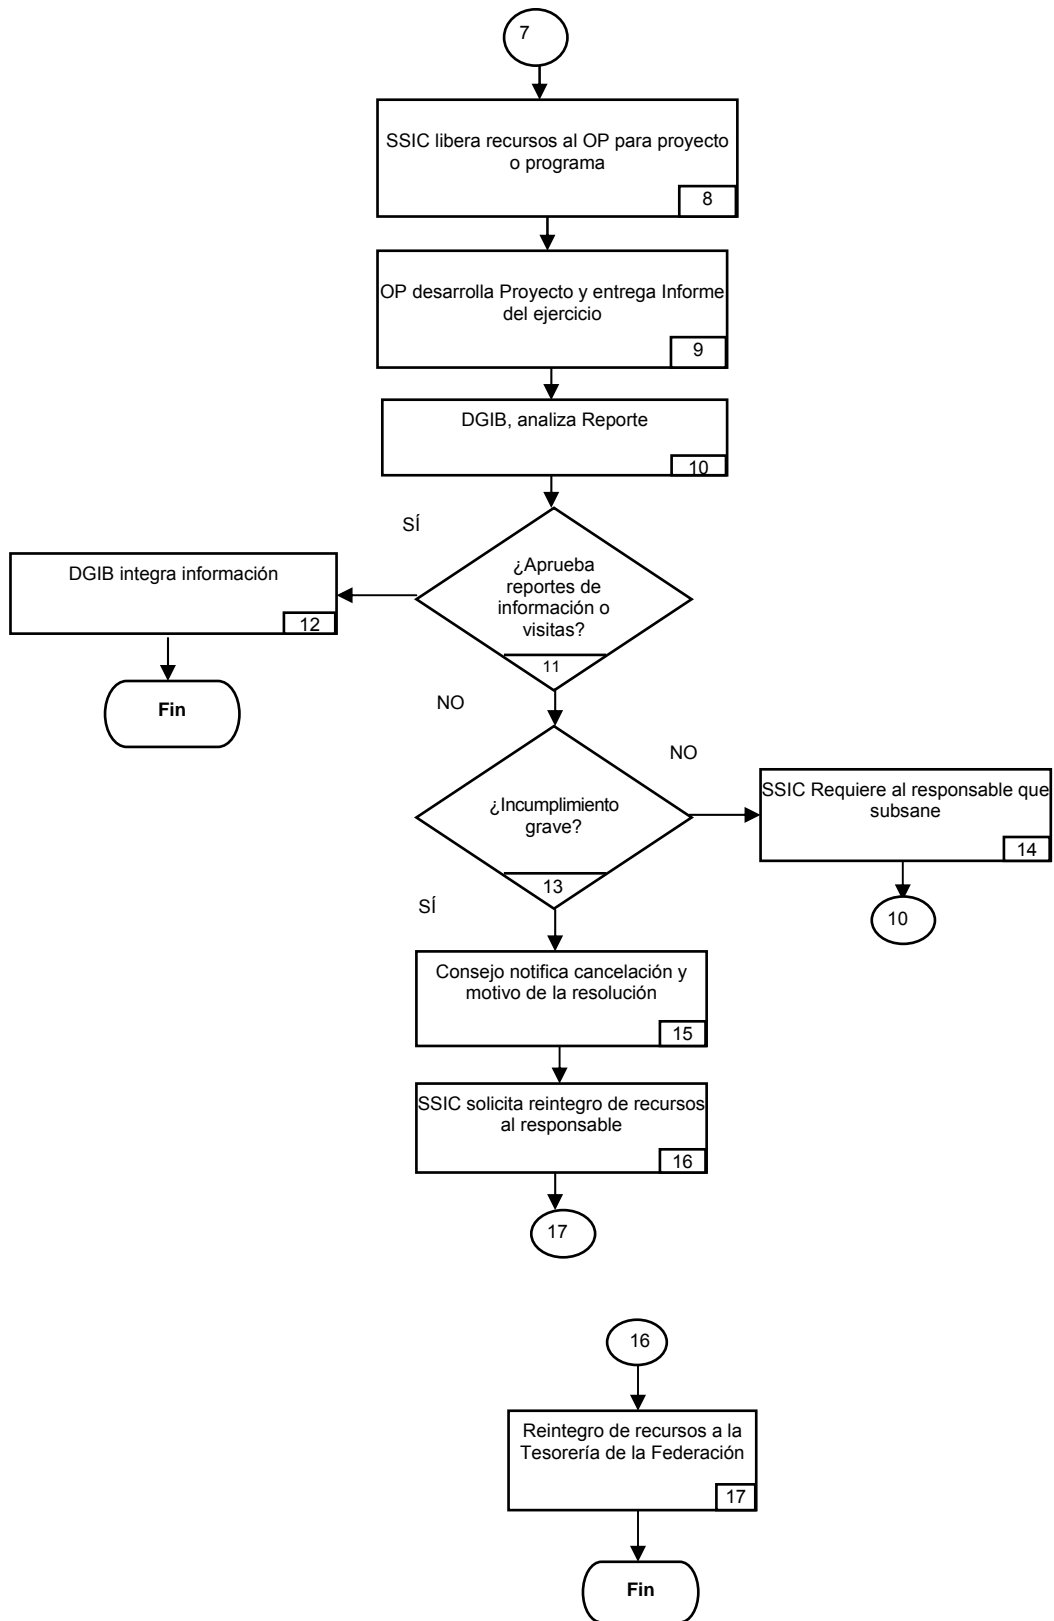 7
SSIC libera recursos al OP para proyecto
o programa
8
OP desarrolla Proyecto y entrega Informe
del ejercicio
9
DGIB, analiza Reporte
10
SÍ
¿Aprueba
reportes de
información o
visitas?
11
DGIB integra información
12
Fin
NO
¿Incumplimiento
grave?
13
NO
SSIC Requiere al responsable que
subsane
14
10
SÍ
Consejo notifica cancelación y
motivo de la resolución
15
SSIC solicita reintegro de recursos
al responsable
16
17
16
Reintegro de recursos a la
Tesorería de la Federación
17
Fin